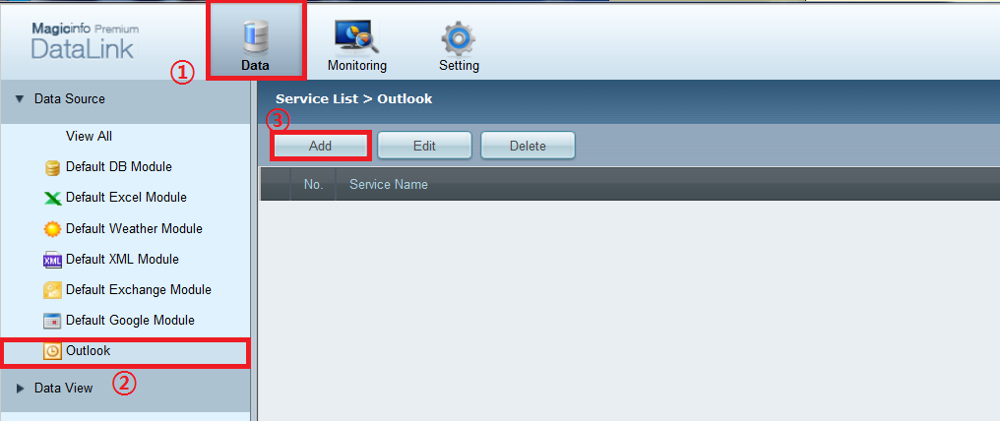 Magicinfo Premium
DataLink
Data
Monitoring
Setting
①
Data Source
Service List > Outlook
③
View All
Add
Edit
Delete
Default DB Module
No.
Service Name
Default Excel Module
Default Weather Module
XML
Default XML Module
Default Exchange Module
Default Google Module
Outlook
②
Data View